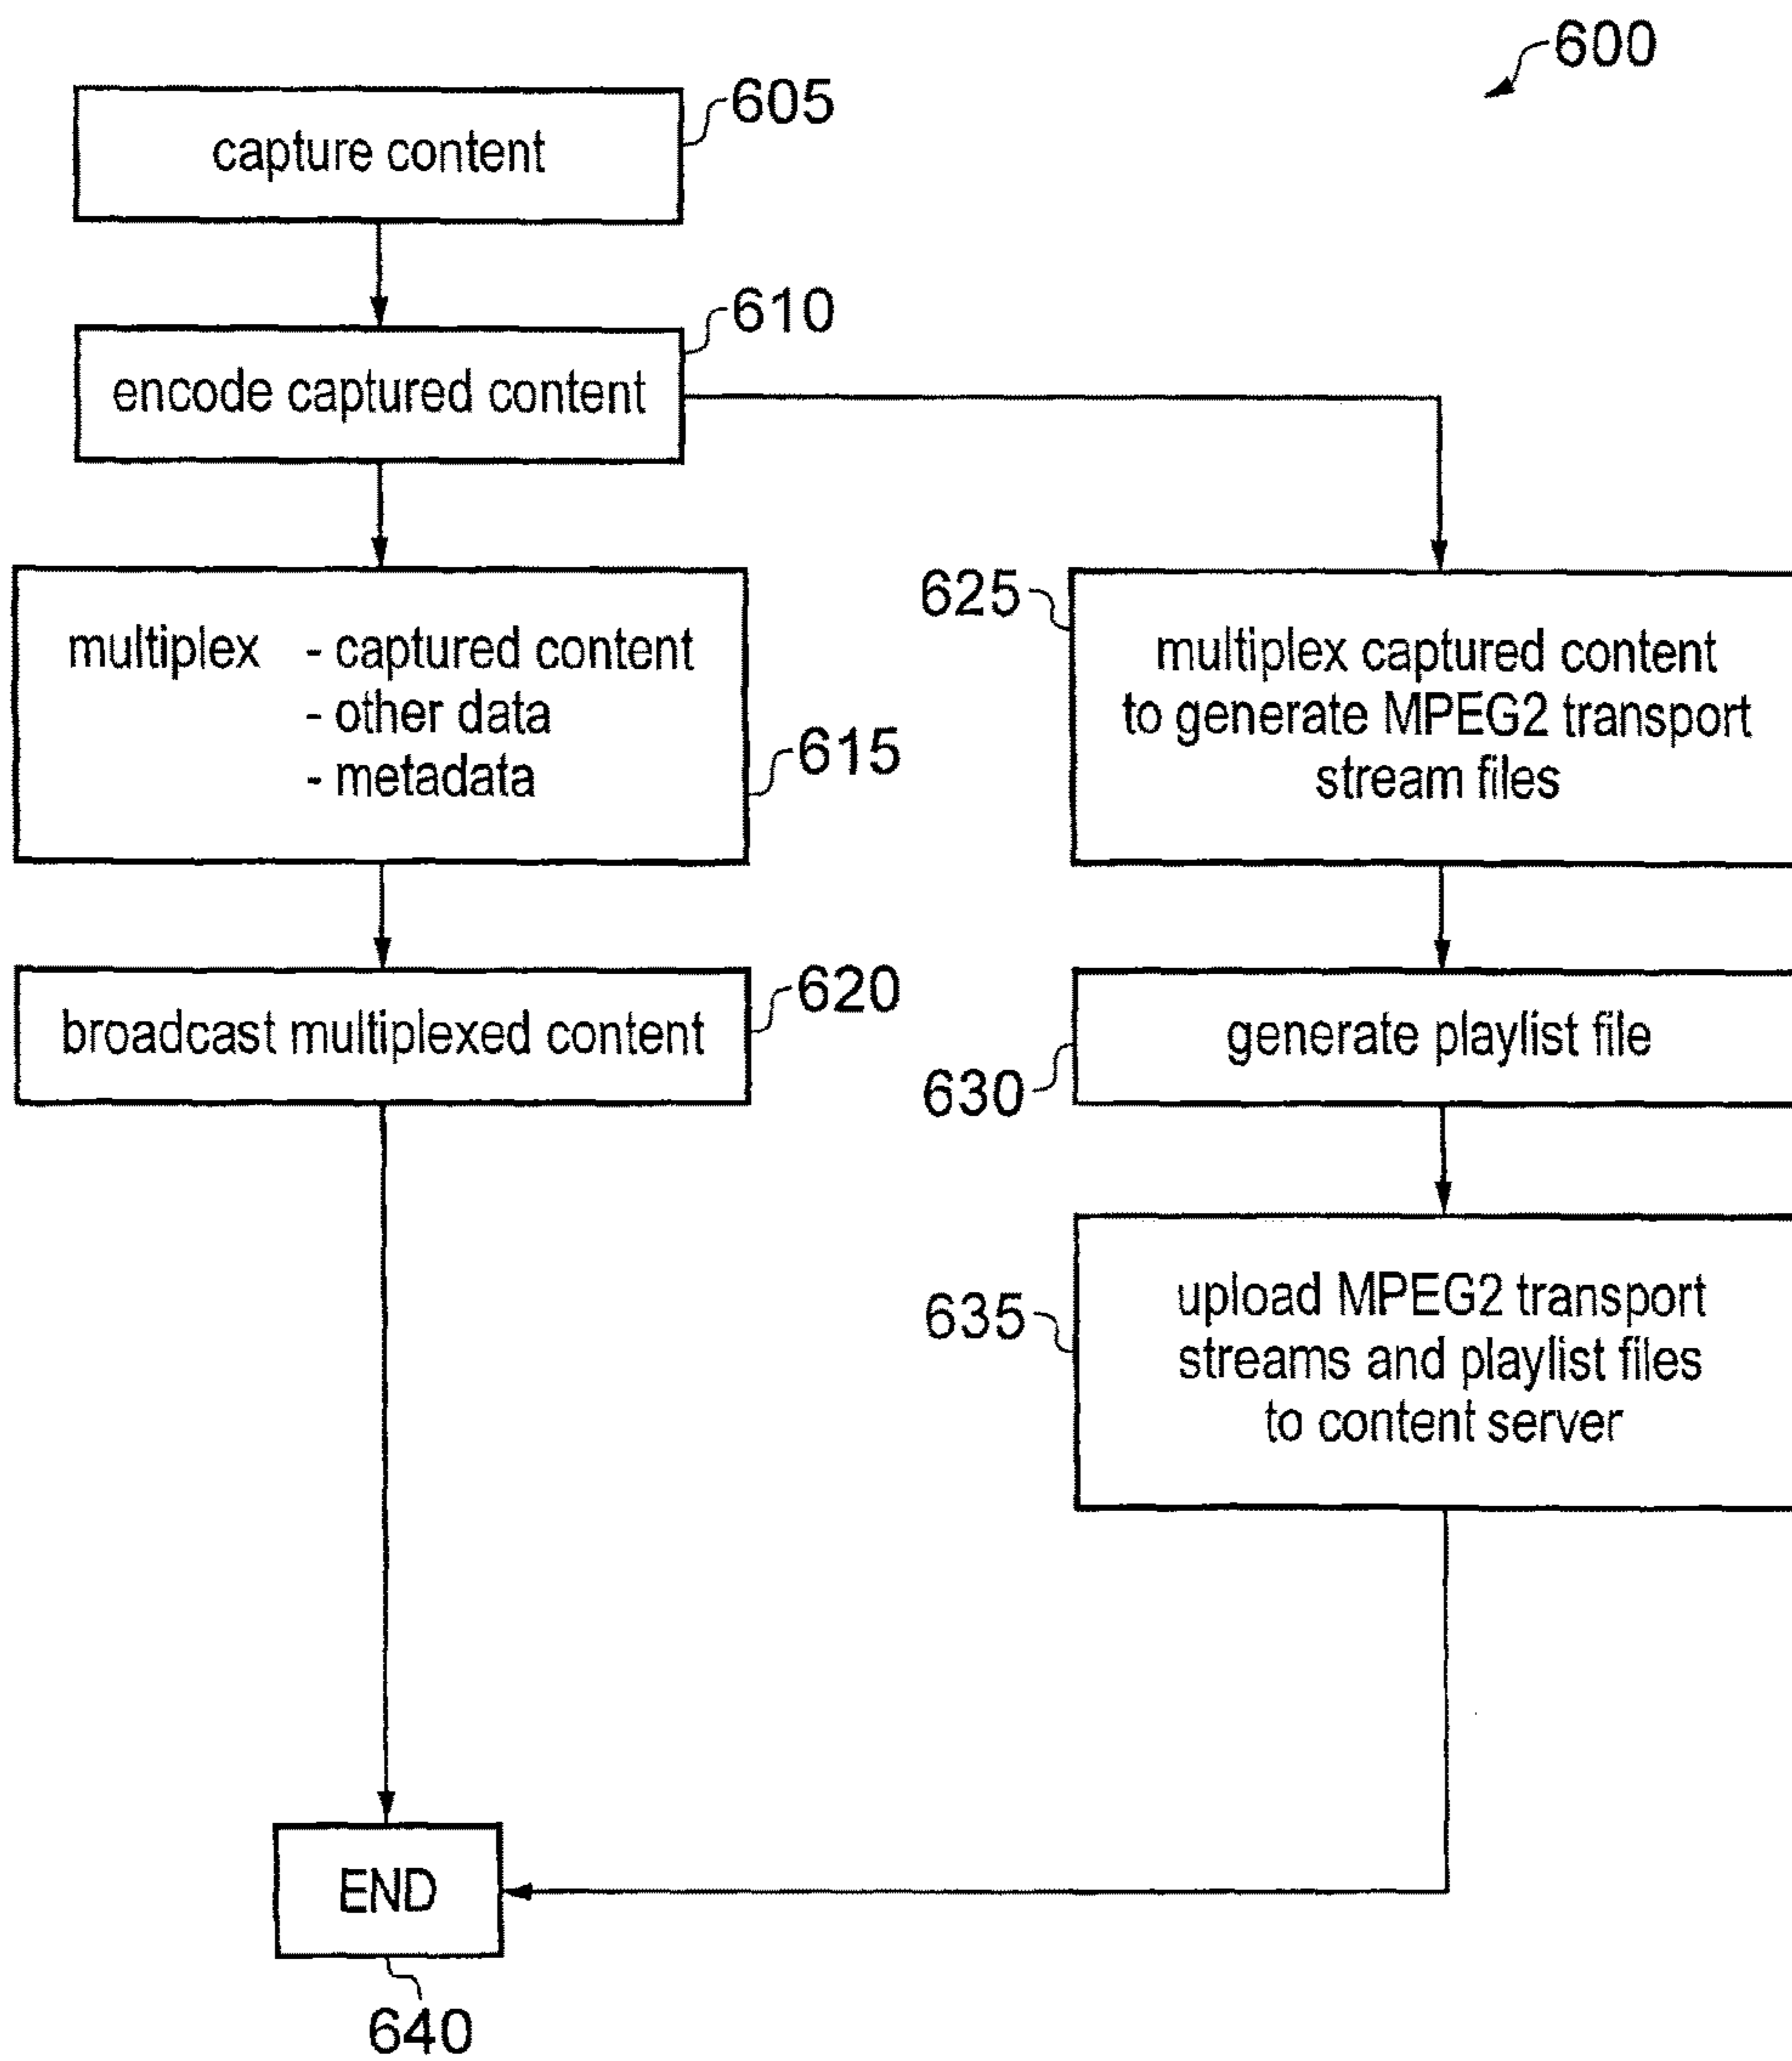 600
605
capture content
610
encode captured content
multiplex - captured content
- other data
- metadata
615
625
multiplex captured content
to generate MPEG2 transport
stream files
broadcast multiplexed content
620
generate playlist file
630
635
upload MPEG2 transport
streams and playlist files
to content server
END
640